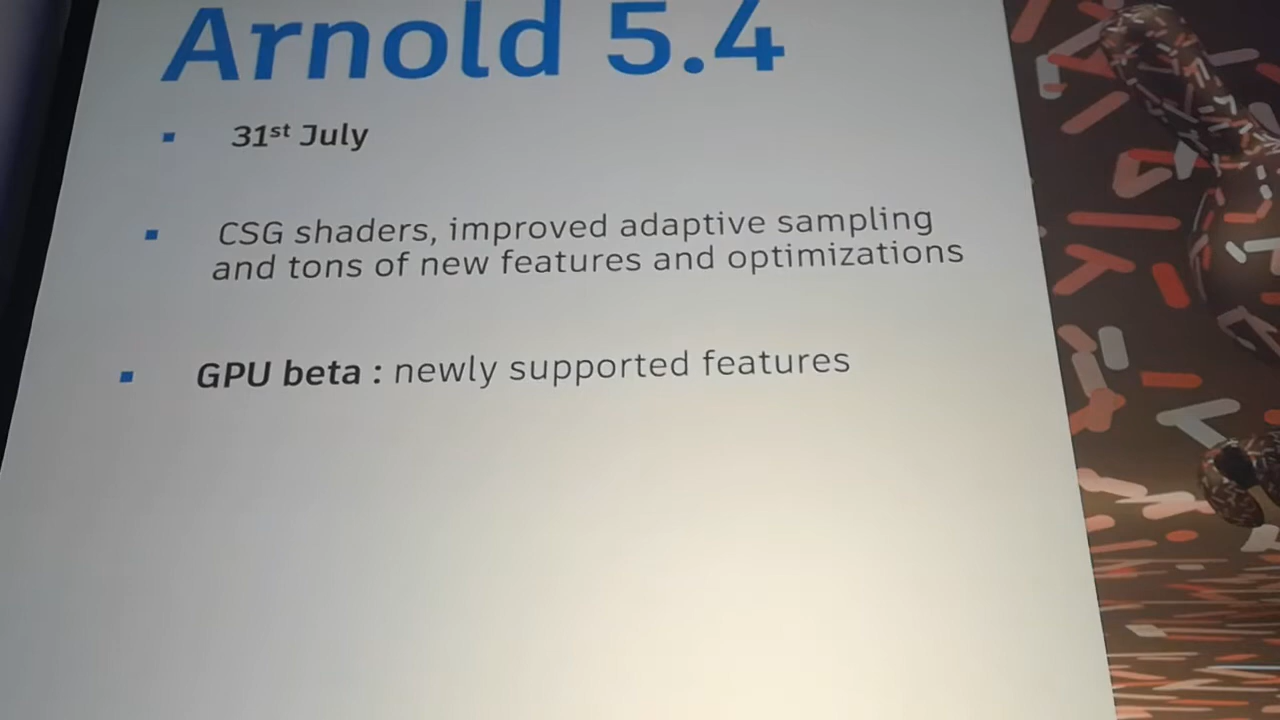 Arnold 5.4
▪ 31st July
▪ CSG shaders, improved adaptive sampling
and tons of new features and optimizations
▪ GPU beta : newly supported features